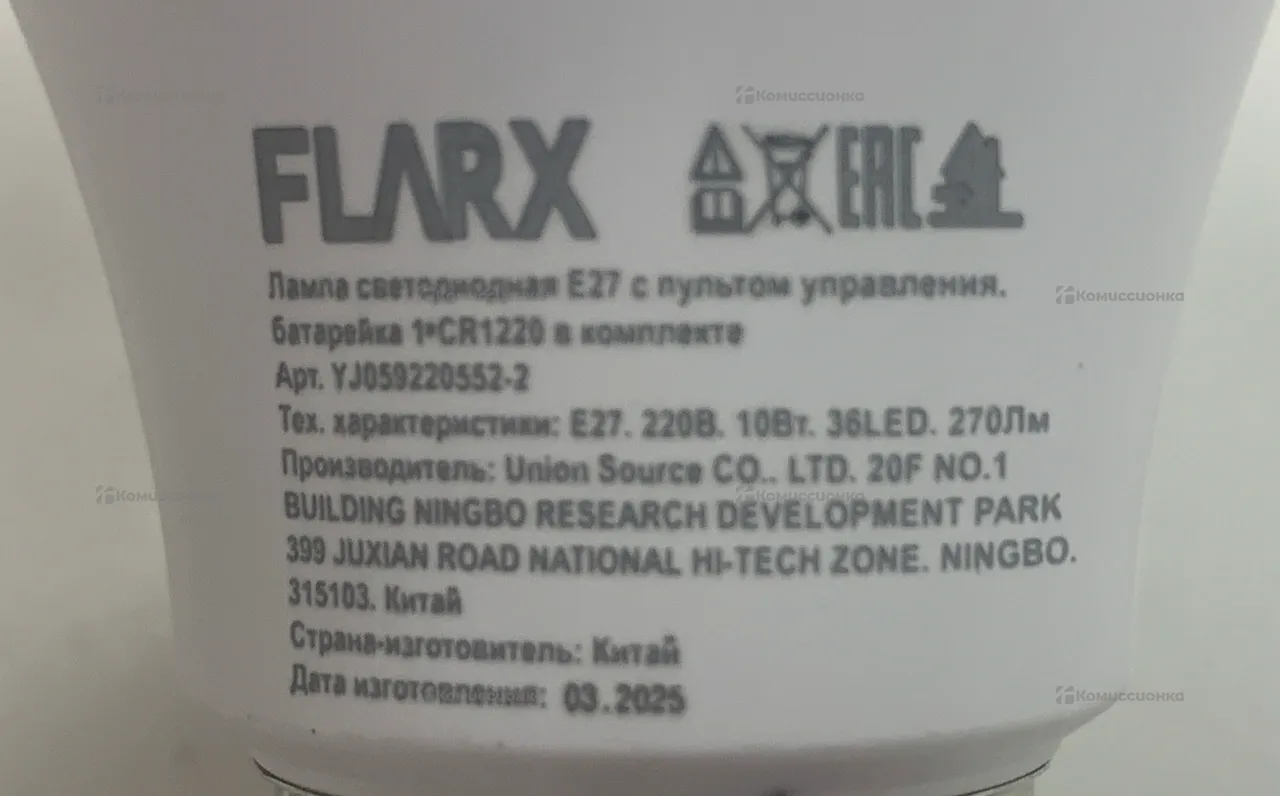 Комиссионка
Комиссионка
FLARX EAC
Лампа светодиодная E27 с пультом управления.
Комиссионка
батарейка 1*CR1220 в комплекте
Арт. YJ059220552-2
Тех. характеристики: E27. 220В. 10Вт. 36LED. 270Лм
Производитель: Union Source CO.. LTD. 20F NO.1
Комиссионка
Комиссионка
BUILDING NINGBO RESEARCH DEVELOPMENT PARK
399 JUXIAN ROAD NATIONAL HI-TECH ZONE. NINGBO.
315103. Китай
Страна-изготовитель: Китай
Дата изготовления: 03.2025
Комиссионка